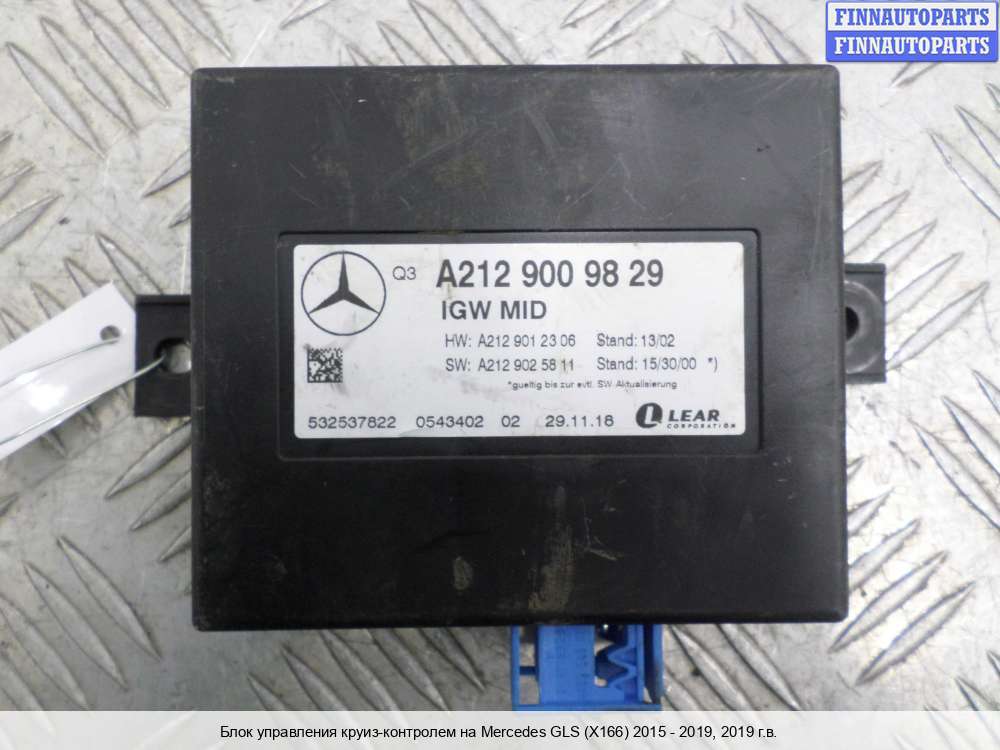 FINNAUTOPARTS
FINNAUTOPARTS
Q3 A212 900 98 29
IGW MID
HW: A212 901 23 06 Stand: 13/02
SW: A212 902 58 11 Stand: 15/30/00 *)
*gueltig bis zur evtl. SW Aktualisierung
532537822 0543402 02 29.11.18
LEAR
CORPORATION
Блок управления круиз-контролем на Mercedes GLS (X166) 2015 - 2019, 2019 г.в.